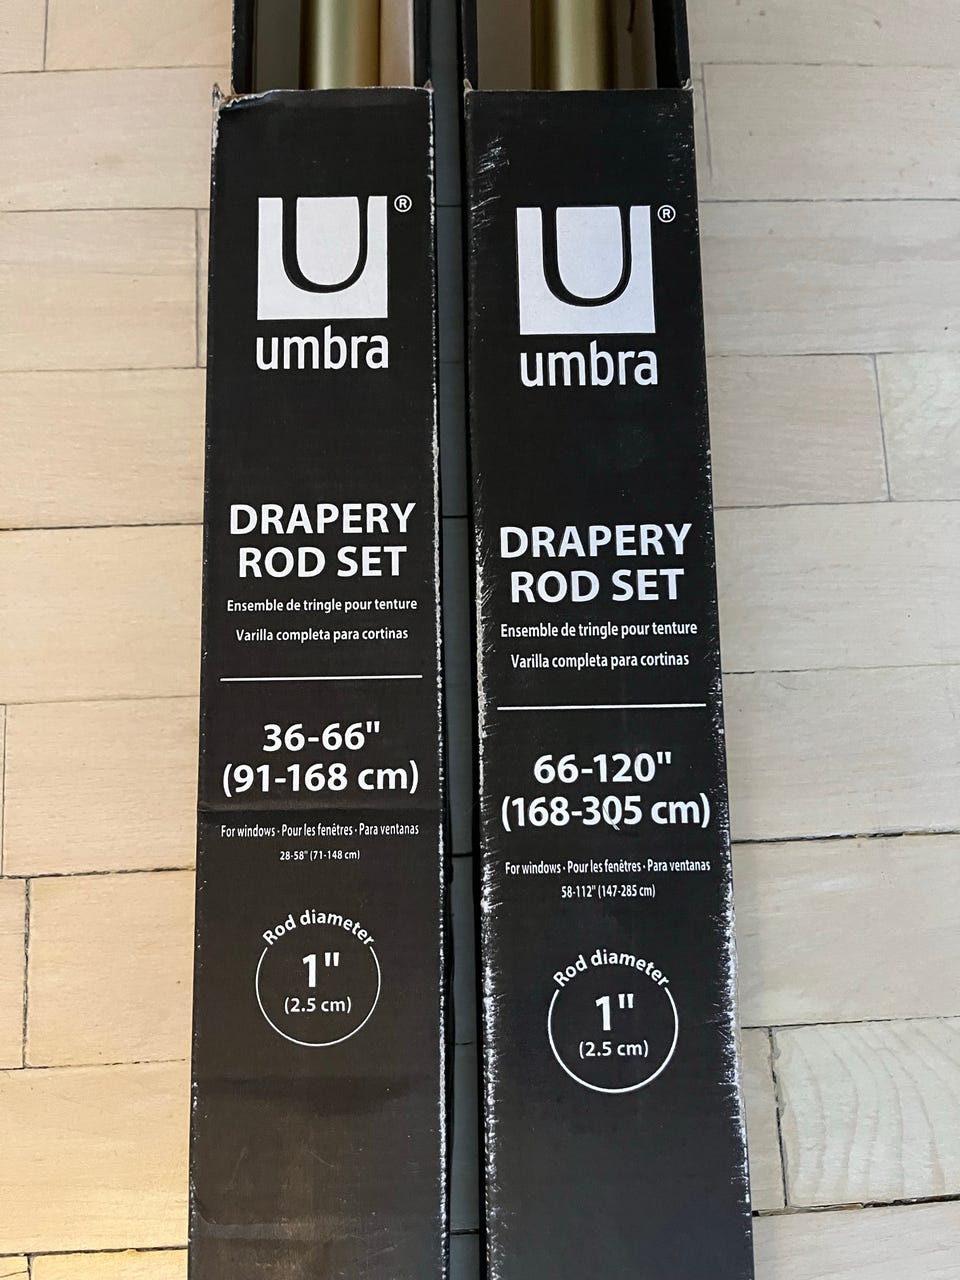 U®
umbra
DRAPERY
ROD SET
Ensemble de tringle pour tenture
Varilla completa para cortinas
36-66"
(91-168 cm)
For windows · Pour les fenêtres · Para ventanas
28-58" (71-148 cm)
Rod diameter
1"
(2.5 cm)
U®
umbra
DRAPERY
ROD SET
Ensemble de tringle pour tenture
Varilla completa para cortinas
66-120"
(168-305 cm)
For windows · Pour les fenêtres · Para ventanas
58-112" (147-285 cm)
Rod diameter
1"
(2.5 cm)